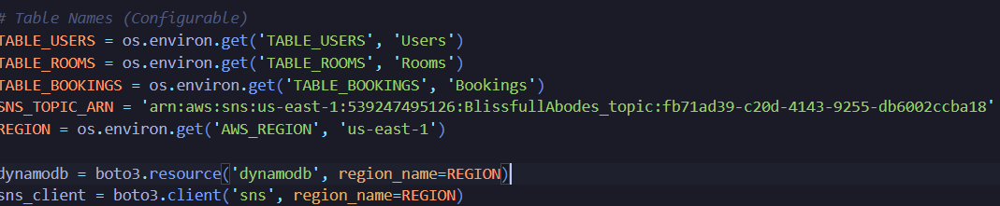 # Table Names (Configurable)
TABLE_USERS = os.environ.get('TABLE_USERS', 'Users')
TABLE_ROOMS = os.environ.get('TABLE_ROOMS', 'Rooms')
TABLE_BOOKINGS = os.environ.get('TABLE_BOOKINGS', 'Bookings')
SNS_TOPIC_ARN = 'arn:aws:sns:us-east-1:539247495126:BlissfullAbodes_topic:fb71ad39-c20d-4143-9255-db6002ccba18'
REGION = os.environ.get('AWS_REGION', 'us-east-1')
dynamodb = boto3.resource('dynamodb', region_name=REGION)
sns_client = boto3.client('sns', region_name=REGION)